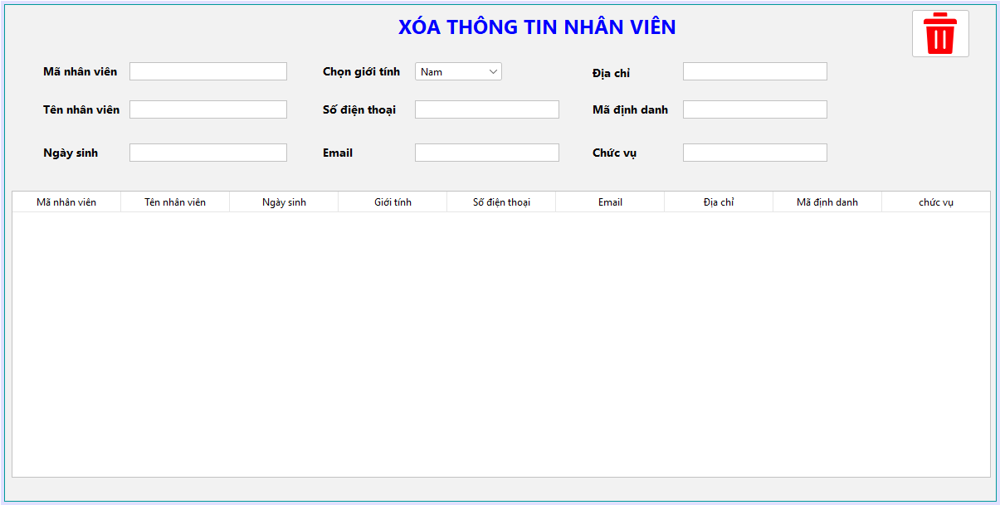 XÓA THÔNG TIN NHÂN VIÊN
Mã nhân viên Chọn giới tính Nam Địa chỉ
Tên nhân viên Số điện thoại Mã định danh
Ngày sinh Email Chức vụ
Mã nhân viên Tên nhân viên Ngày sinh Giới tính Số điện thoại Email Địa chỉ Mã định danh chức vụ